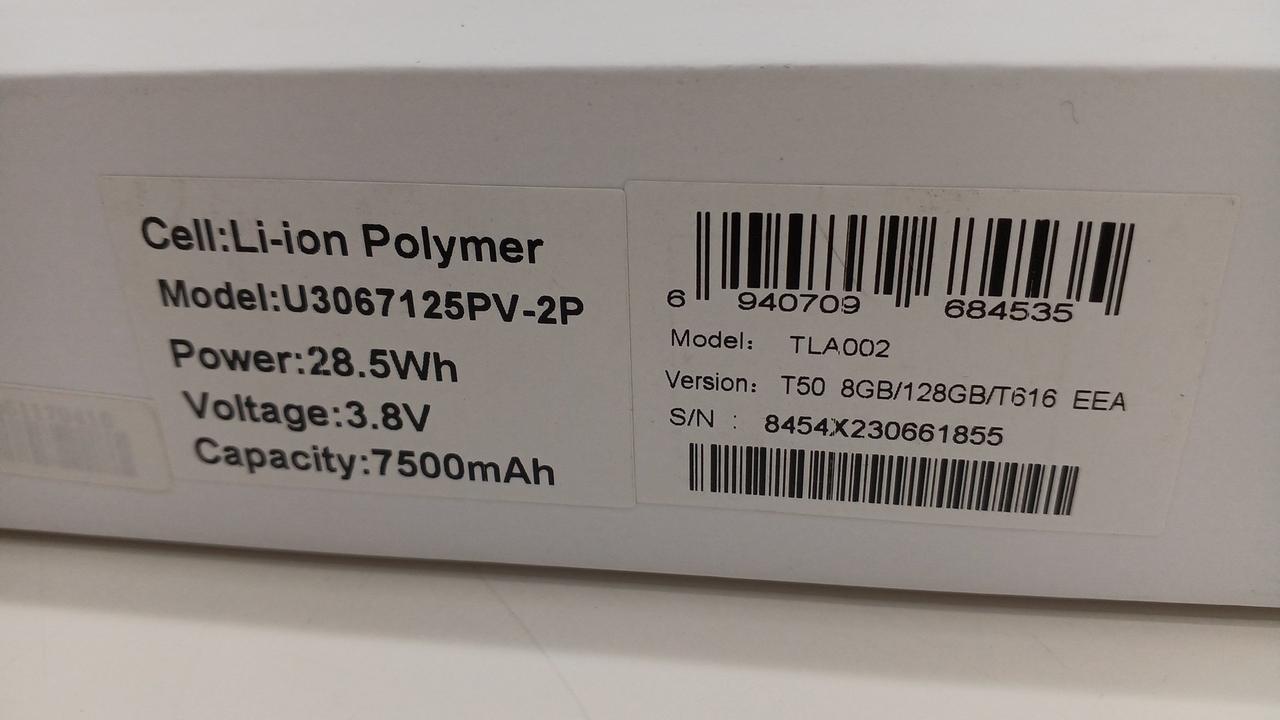 Cell:Li-ion Polymer
Model:U3067125PV-2P
Power:28.5Wh
Voltage:3.8V
Capacity:7500mAh
6 940709 684535
Model: TLA002
Version: T50 8GB/128GB/T616 EEA
S/N : 8454X230661855